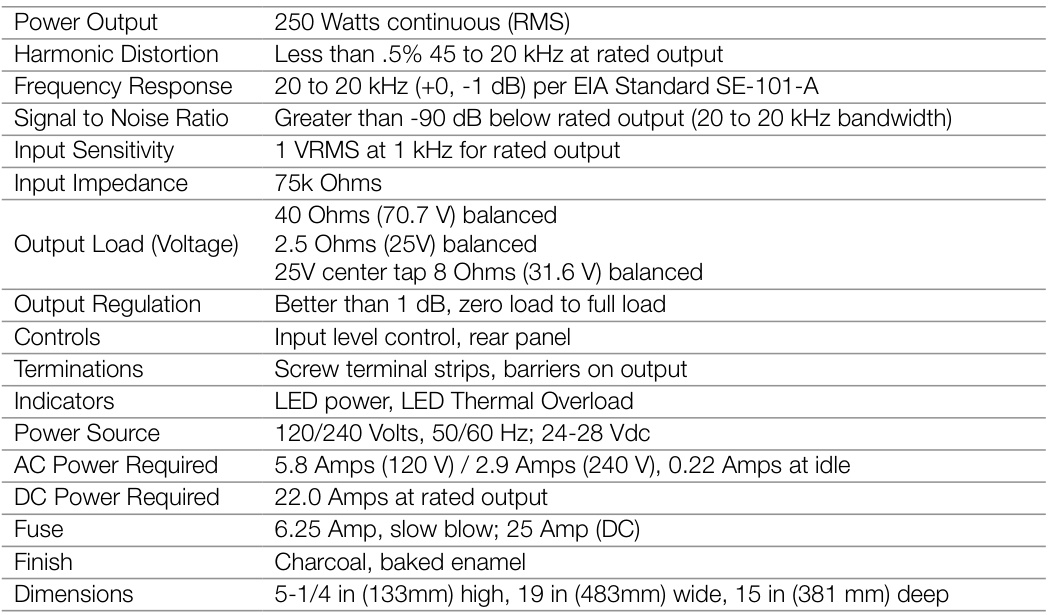 Power Output 250 Watts continuous (RMS)
Harmonic Distortion Less than .5% 45 to 20 kHz at rated output
Frequency Response 20 to 20 kHz (+0, -1 dB) per EIA Standard SE-101-A
Signal to Noise Ratio Greater than -90 dB below rated output (20 to 20 kHz bandwidth)
Input Sensitivity 1 VRMS at 1 kHz for rated output
Input Impedance 75k Ohms
40 Ohms (70.7 V) balanced
Output Load (Voltage) 2.5 Ohms (25V) balanced
25V center tap 8 Ohms (31.6 V) balanced
Output Regulation Better than 1 dB, zero load to full load
Controls Input level control, rear panel
Terminations Screw terminal strips, barriers on output
Indicators LED power, LED Thermal Overload
Power Source 120/240 Volts, 50/60 Hz; 24-28 Vdc
AC Power Required 5.8 Amps (120 V) / 2.9 Amps (240 V), 0.22 Amps at idle
DC Power Required 22.0 Amps at rated output
Fuse 6.25 Amp, slow blow; 25 Amp (DC)
Finish Charcoal, baked enamel
Dimensions 5-1/4 in (133mm) high, 19 in (483mm) wide, 15 in (381 mm) deep